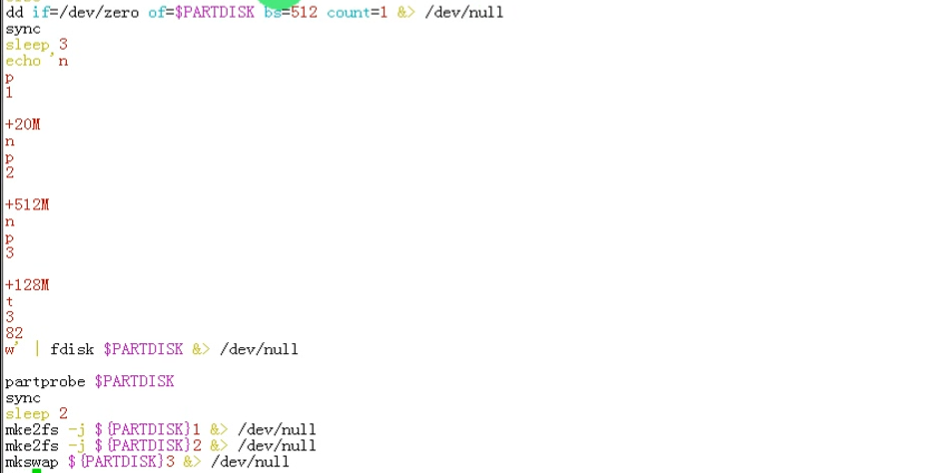 dd if=/dev/zero of=$PARTDISK bs=512 count=1 &> /dev/null
sync
sleep 3
echo 'n
p
1

+20M
n
p
2

+512M
n
p
3

+128M
t
3
82
w' | fdisk $PARTDISK &> /dev/null

partprobe $PARTDISK
sync
sleep 2
mke2fs -j ${PARTDISK}1 &> /dev/null
mke2fs -j ${PARTDISK}2 &> /dev/null
mkswap ${PARTDISK}3 &> /dev/null